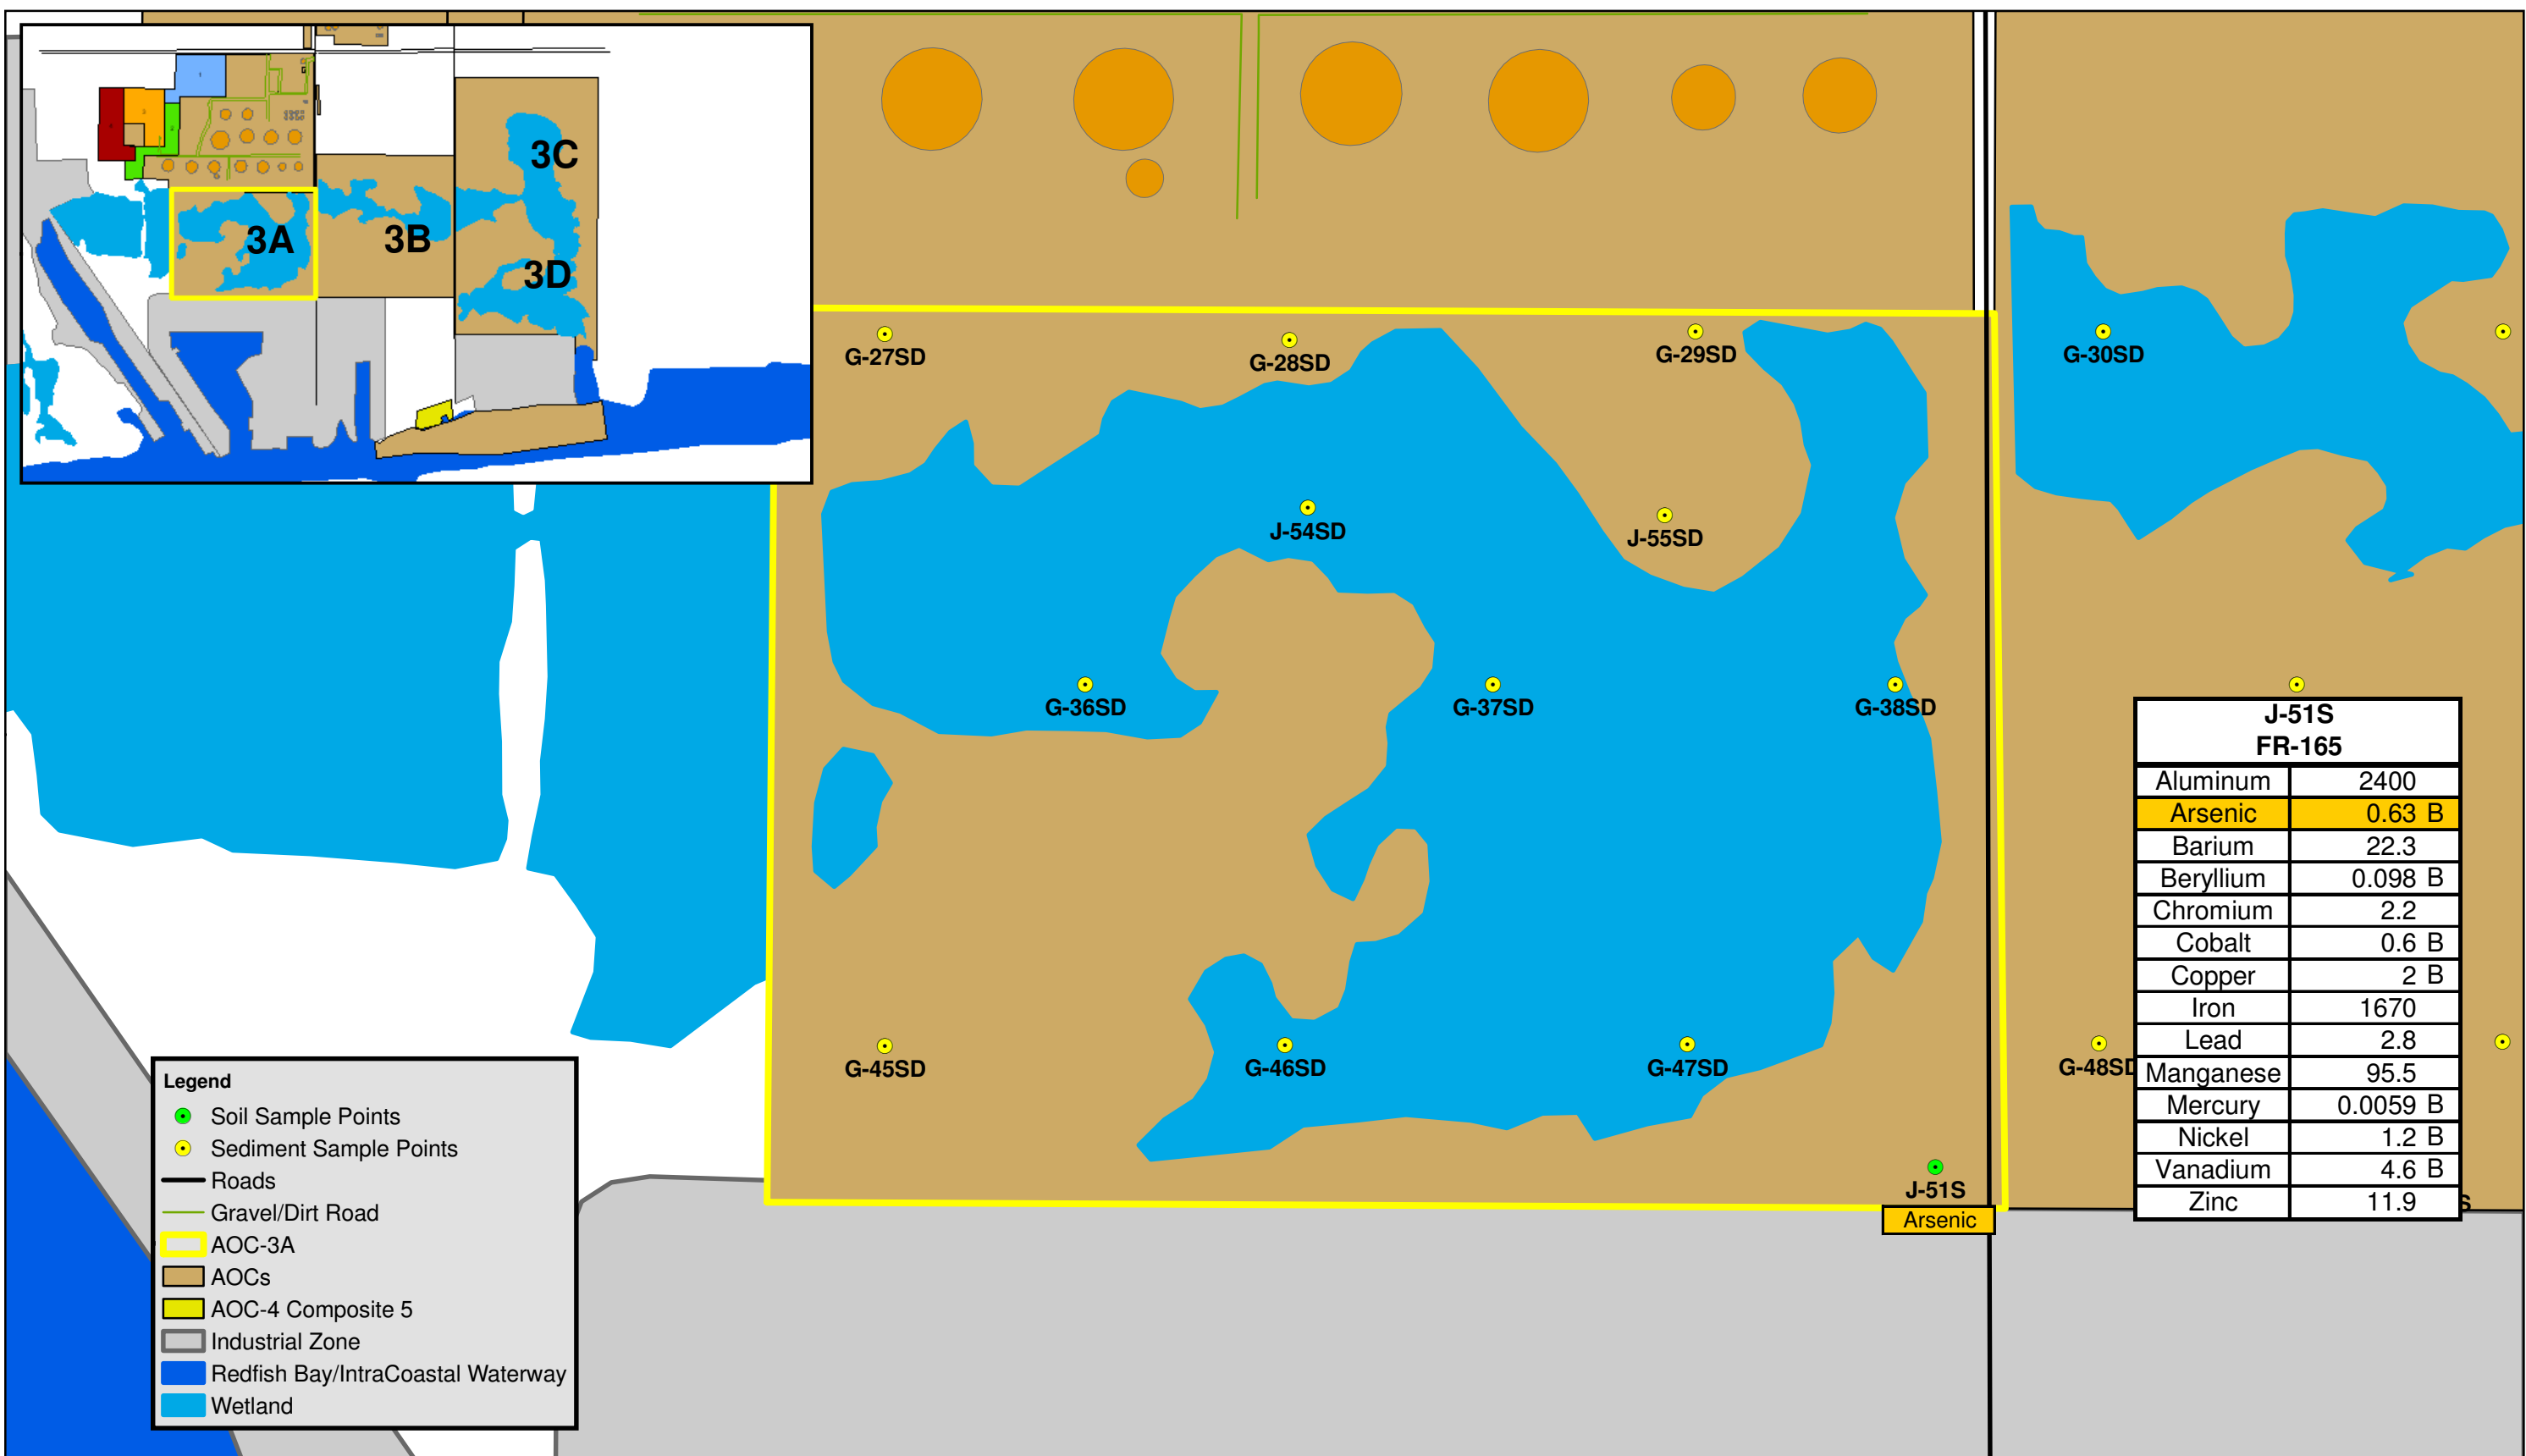 3C
3A
3B
3D
G-27SD
G-28SD
G-29SD
G-30SD
J-54SD
J-55SD
G-36SD
G-37SD
G-38SD
G-45SD
G-46SD
G-47SD
G-48SD
J-51S
Arsenic
J-51S
FR-165
Aluminum 2400
Arsenic 0.63 B
Barium 22.3
Beryllium 0.098 B
Chromium 2.2
Cobalt 0.6 B
Copper 2 B
Iron 1670
Lead 2.8
Manganese 95.5
Mercury 0.0059 B
Nickel 1.2 B
Vanadium 4.6 B
Zinc 11.9
Legend
Soil Sample Points
Sediment Sample Points
Roads
Gravel/Dirt Road
AOC-3A
AOCs
AOC-4 Composite 5
Industrial Zone
Redfish Bay/IntraCoastal Waterway
Wetland